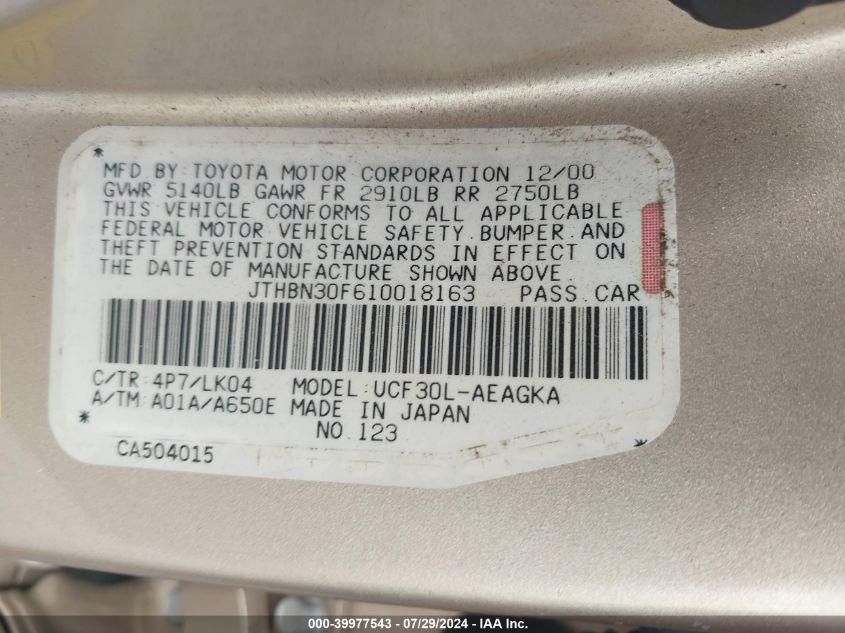 MFD.BY:TOYOTA MOTOR CORPORATION 12/00
GVWR 5140LB GAWR FR 2910LB RR 2750LB
THIS VEHICLE CONFORMS TO ALL APPLICABLE
FEDERAL MOTOR VEHICLE SAFETY,BUMPER,AND
THEFT PREVENTION STANDARDS IN EFFECT ON
THE DATE OF MANUFACTURE SHOWN ABOVE.
JTHBN30F610018163 PASS.CAR
C/TR:4P7/LK04 MODEL:UCF30L-AEAGKA
A/TM:A01A/A650E MADE IN JAPAN
NO.123
CA504015
000-39977543 / 07/29/2024 - IAA Inc.